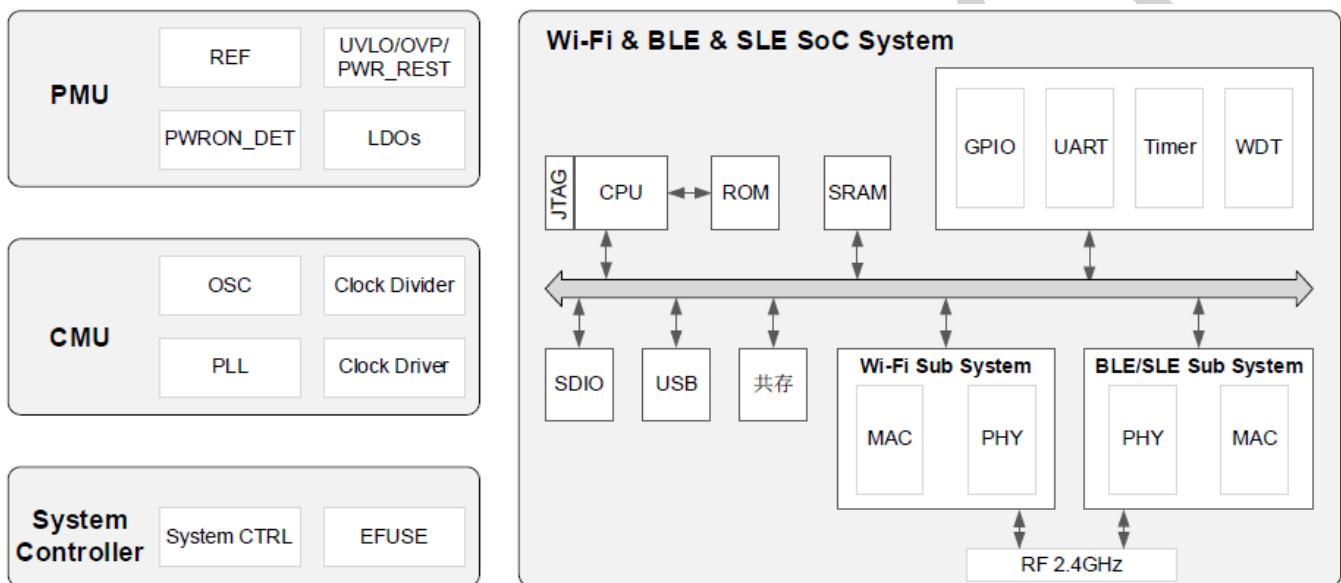 PMU
REF
UVLO/OVP/
PWR_REST
PWRON_DET
LDOs
CMU
OSC
Clock Divider
PLL
Clock Driver
System
Controller
System CTRL
EFUSE
Wi-Fi & BLE & SLE SoC System
GPIO
UART
Timer
WDT
JTAG
CPU
ROM
SRAM
SDIO
USB
共存
Wi-Fi Sub System
MAC
PHY
BLE/SLE Sub System
PHY
MAC
RF 2.4GHz